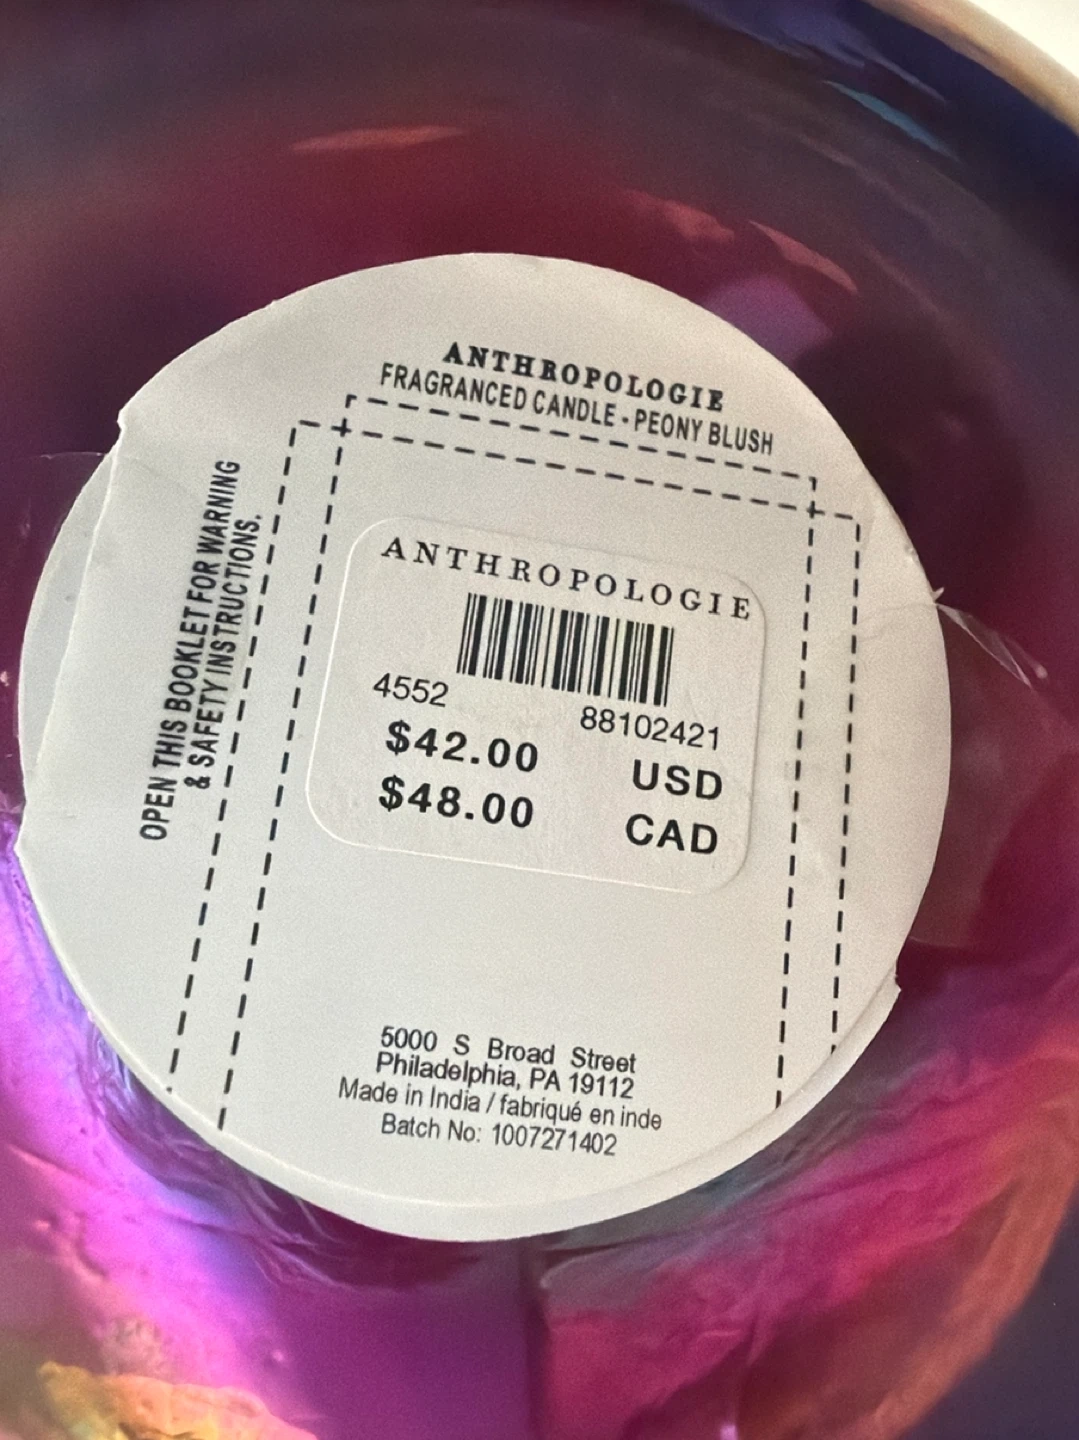 ANTHROPOLOGIE
FRAGRANCED CANDLE - PEONY BLUSH
OPEN THIS BOOKLET FOR WARNING
& SAFETY INSTRUCTIONS.
ANTHROPOLOGIE
4552 88102421
$42.00 USD
$48.00 CAD
5000 S Broad Street
Philadelphia, PA 19112
Made in India / fabriqué en inde
Batch No: 1007271402